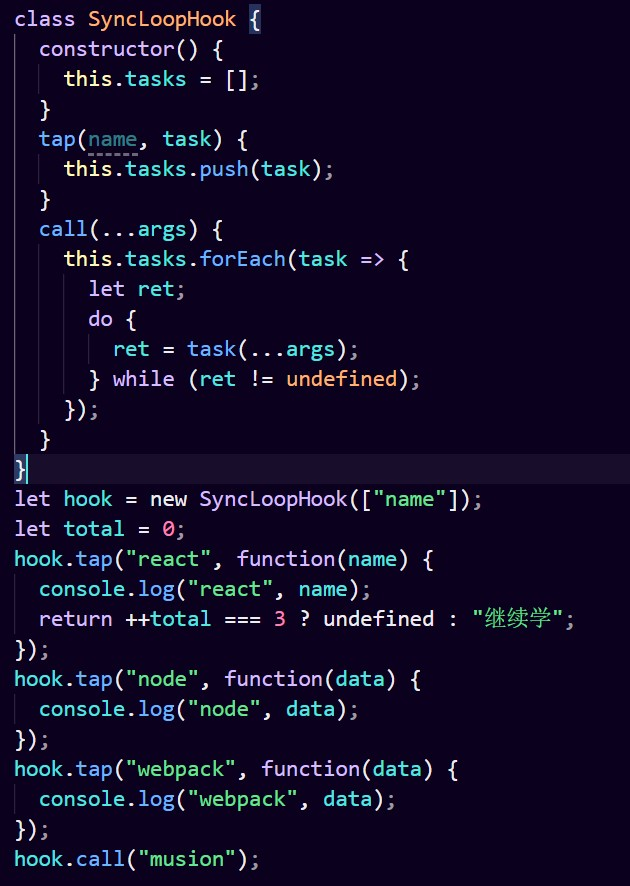 class SyncLoopHook {
  constructor() {
    this.tasks = [];
  }
  tap(name, task) {
    this.tasks.push(task);
  }
  call(...args) {
    this.tasks.forEach(task => {
      let ret;
      do {
        ret = task(...args);
      } while (ret != undefined);
    });
  }
}
let hook = new SyncLoopHook(["name"]);
let total = 0;
hook.tap("react", function(name) {
  console.log("react", name);
  return ++total === 3 ? undefined : "继续学";
});
hook.tap("node", function(data) {
  console.log("node", data);
});
hook.tap("webpack", function(data) {
  console.log("webpack", data);
});
hook.call("musion");